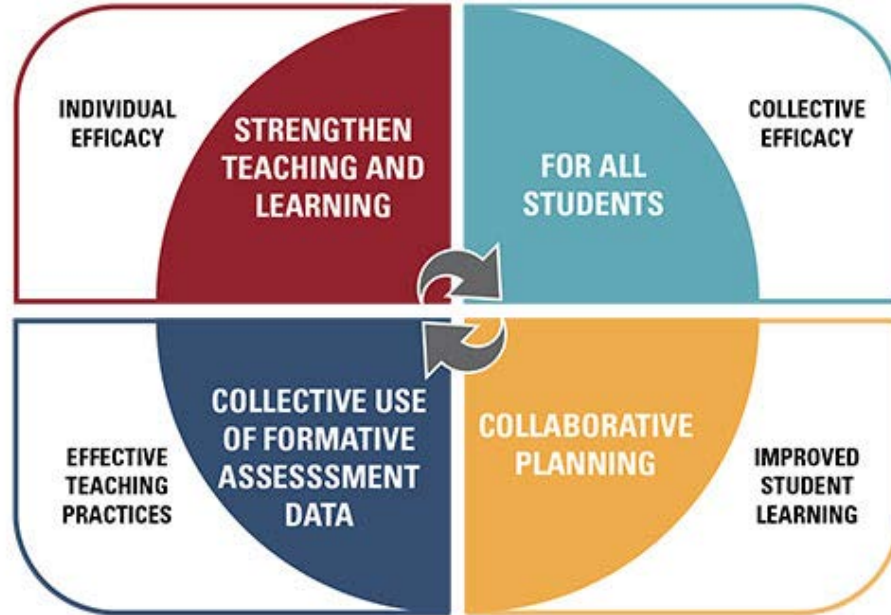 INDIVIDUAL
EFFICACY
STRENGTHEN
TEACHING AND
LEARNING
FOR ALL
STUDENTS
COLLECTIVE
EFFICACY
EFFECTIVE
TEACHING
PRACTICES
COLLECTIVE USE
OF FORMATIVE
ASSESSSMENT
DATA
COLLABORATIVE
PLANNING
IMPROVED
STUDENT
LEARNING